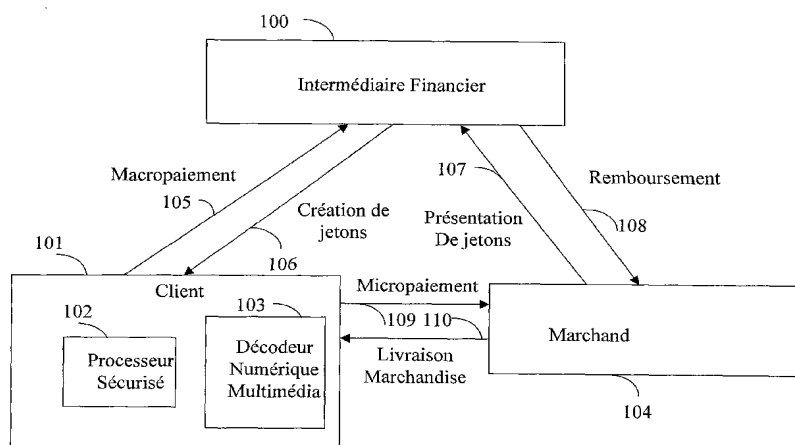 100
Intermédiaire Financier
Macropaiement
105
107
Remboursement
Création de
jetons
Présentation
De jetons
108
101
106
Client
Micropaiement
102
103
109 110
Marchand
Processeur
Sécurisé
Décodeur
Numérique
Multimédia
Livraison
Marchandise
104